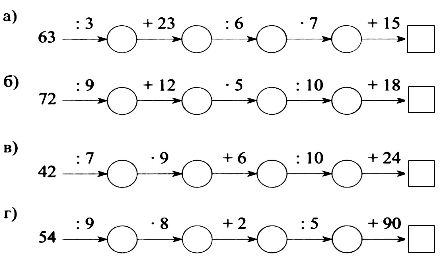 а)
: 3 + 23 : 6 · 7 + 15
63
б)
: 9 + 12 · 5 : 10 + 18
72
в)
: 7 · 9 + 6 : 10 + 24
42
г)
: 9 · 8 + 2 : 5 + 90
54